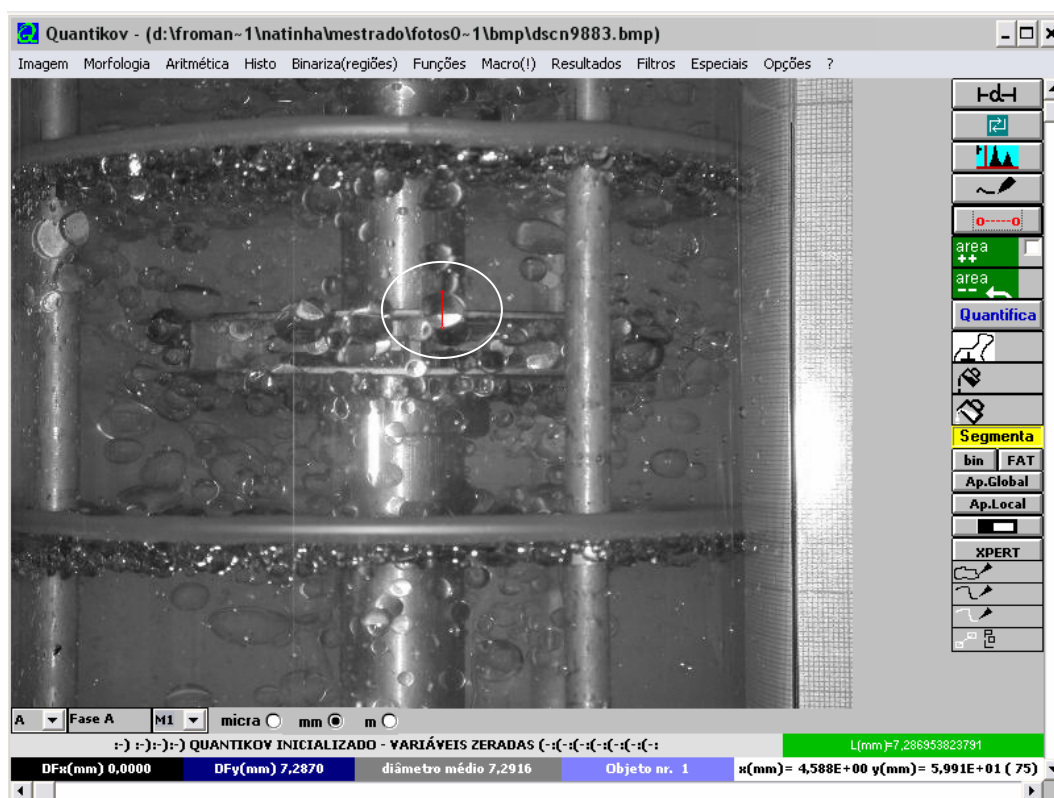 Quantikov - (d:\froman~1\natinha\mestrado\fotos0~1\bmp\dscn9883.bmp)
Imagem Morfologia Aritmética Histo Binariza(regiões) Funções Macro(!) Resultados Filtros Especiais Opções ?
d
o-----o
area
++
area
--
Quantifica
Segmenta
bin FAT
Ap.Global
Ap.Local
XPERT
A Fase A M1 micra mm m
:-) :-):-):-) QUANTIKOV INICIALIZADO - VARIÁVEIS ZERADAS (-:(-:(-:(-:(-:(-: L(mm)=7,286953823791
DFx(mm) 0,0000 DFy(mm) 7,2870 diâmetro médio 7,2916 Objeto nr. 1 x(mm)= 4,588E+00 y(mm)= 5,991E+01 ( 75)